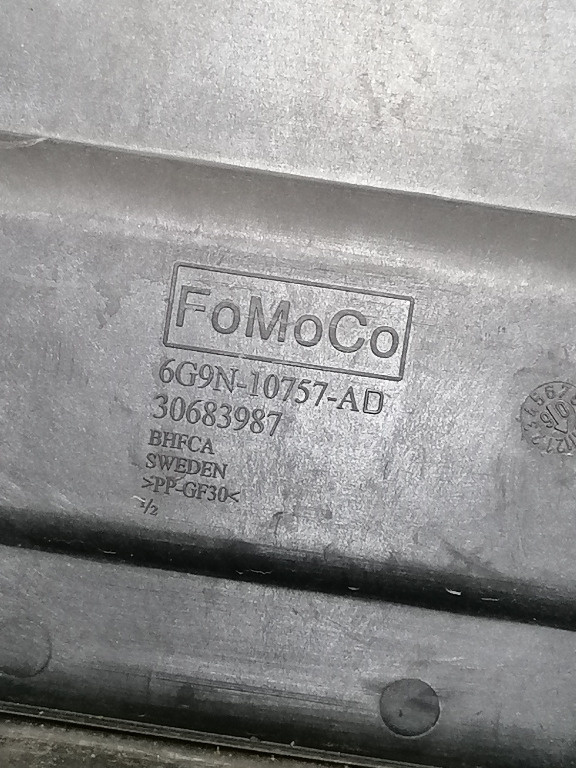 FoMoCo
6G9N-10757-AD
30683987
BHFCA
SWEDEN
>PP-GF30<